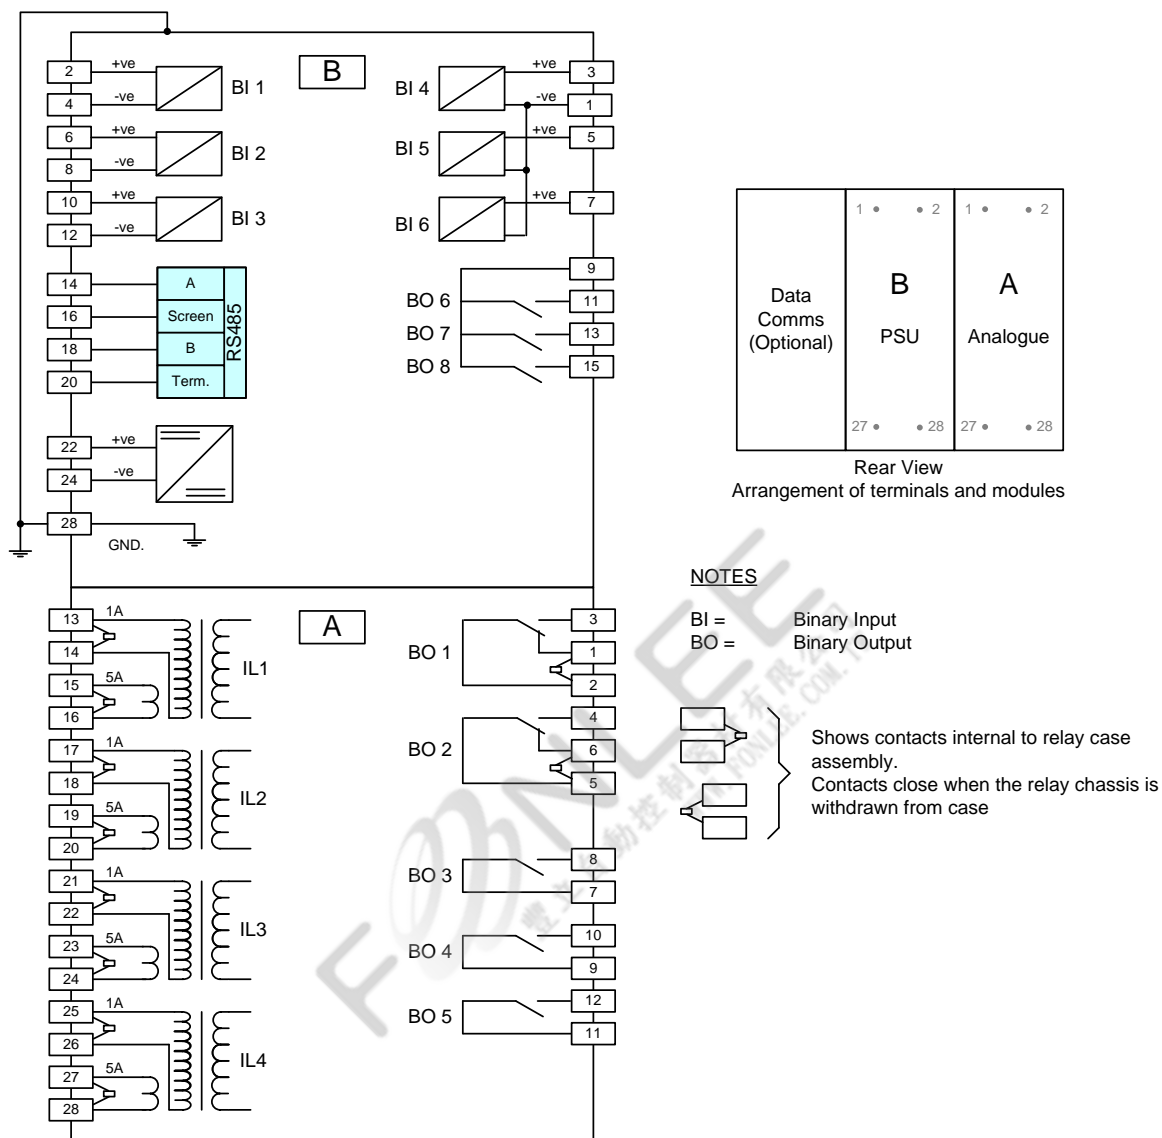 B
2 +ve
4 -ve
BI 1
6 +ve
8 -ve
BI 2
10 +ve
12 -ve
BI 3
14 A
16 Screen
18 B
20 Term.
RS485
22 +ve
24 -ve
28
GND.
BI 4
+ve 3
-ve 1
BI 5
+ve 5
BI 6
+ve 7
9
BO 6 11
BO 7 13
BO 8 15
A
13 1A
14
15 5A
16
IL1
17 1A
18
19 5A
20
IL2
21 1A
22
23 5A
24
IL3
25 1A
26
27 5A
28
IL4
BO 1
3
1
2
BO 2
4
6
5
BO 3
8
7
BO 4
10
9
BO 5
12
11
Data
Comms
(Optional)
1 2
B
PSU
27 28
1 2
A
Analogue
27 28
Rear View
Arrangement of terminals and modules
NOTES
BI = Binary Input
BO = Binary Output
Shows contacts internal to relay case
assembly.
Contacts close when the relay chassis is
withdrawn from case
FONLEE